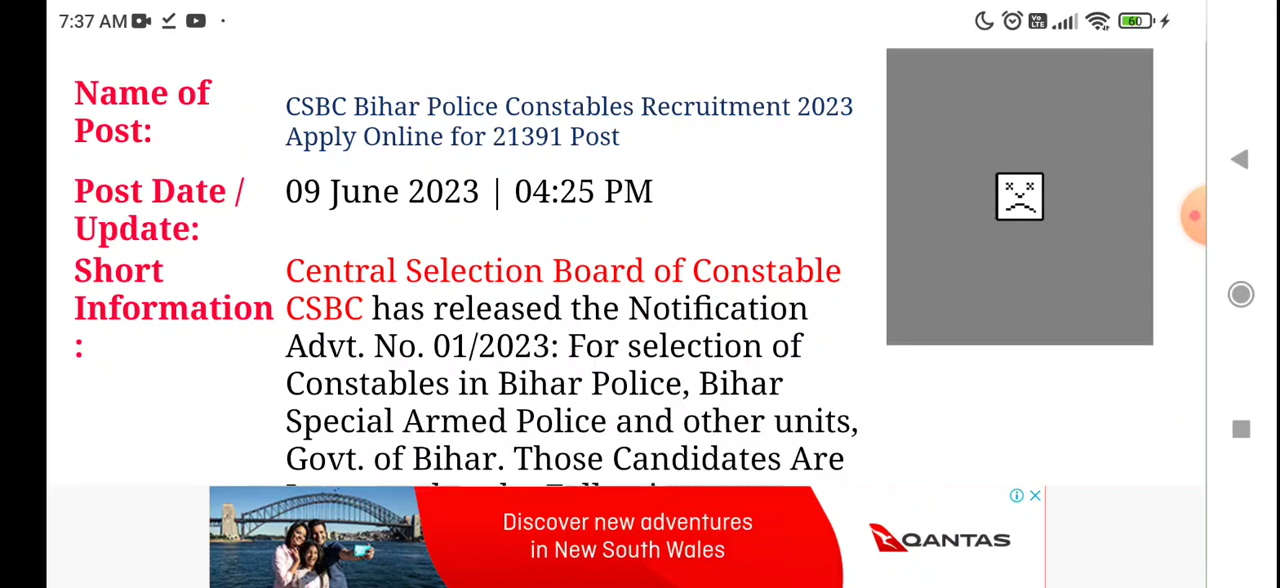 7:37 AM
Vo LTE
60
Name of
Post:
CSBC Bihar Police Constables Recruitment 2023
Apply Online for 21391 Post
Post Date /
Update:
09 June 2023 | 04:25 PM
Short
Information
:
Central Selection Board of Constable
CSBC has released the Notification
Advt. No. 01/2023: For selection of
Constables in Bihar Police, Bihar
Special Armed Police and other units,
Govt. of Bihar. Those Candidates Are
Discover new adventures
in New South Wales
QANTAS